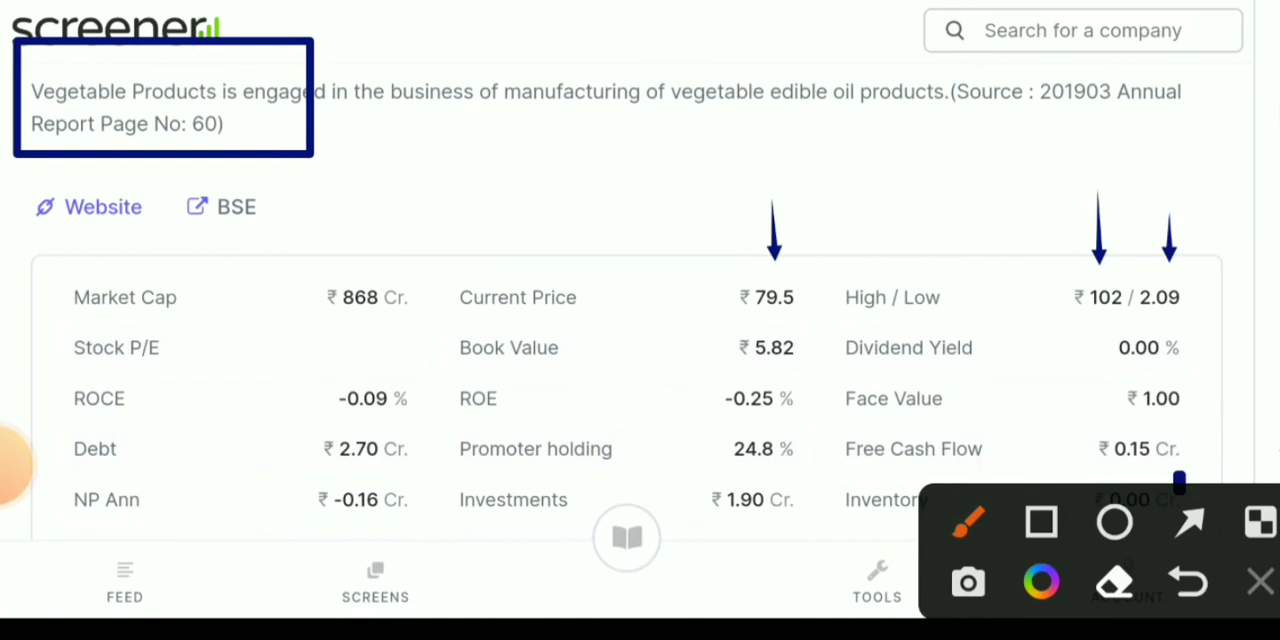 screener
Search for a company
Vegetable Products is engaged in the business of manufacturing of vegetable edible oil products.(Source : 201903 Annual
Report Page No: 60)
Website BSE
Market Cap ₹ 868 Cr. Current Price ₹ 79.5 High / Low ₹ 102 / 2.09
Stock P/E Book Value ₹ 5.82 Dividend Yield 0.00 %
ROCE -0.09 % ROE -0.25 % Face Value ₹ 1.00
Debt ₹ 2.70 Cr. Promoter holding 24.8 % Free Cash Flow ₹ 0.15 Cr.
NP Ann ₹ -0.16 Cr. Investments ₹ 1.90 Cr. Inventory ₹ 0.00 Cr
FEED SCREENS TOOLS